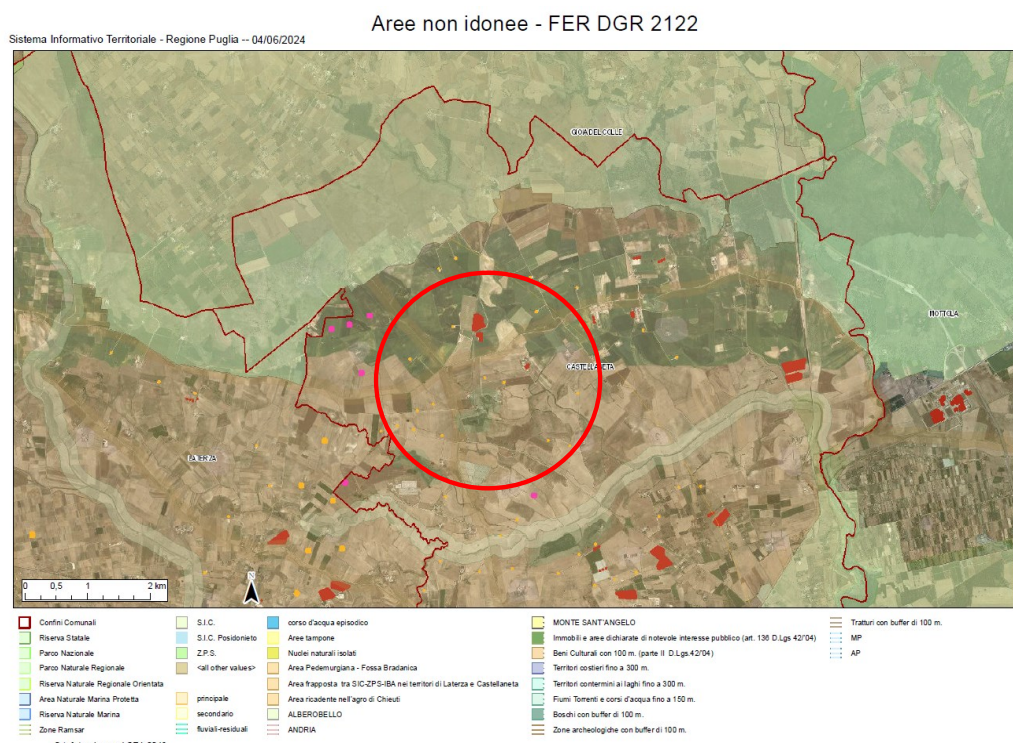 Aree non idonee - FER DGR 2122
Sistema Informativo Territoriale - Regione Puglia -- 04/06/2024
GIOIA DEL COLLE
MOTTOLA
CASTELLANETA
LATERZA
0 0,5 1 2 km
N
Confini Comunali
Riserva Statale
Parco Nazionale
Parco Naturale Regionale
Riserva Naturale Regionale Orientata
Area Naturale Marina Protetta
Riserva Naturale Marina
Zone Ramsar
S.I.C.
S.I.C. Posidonieto
Z.P.S.
<all other values>
principale
secondario
fluviali-residuali
corso d'acqua episodico
Aree tampone
Nuclei naturali isolati
Area Pedemurgiana - Fossa Bradanica
Area frapposta tra SIC-ZPS-IBA nei territori di Laterza e Castellaneta
Area ricadente nell'agro di Chieuti
ALBEROBELLO
ANDRIA
MONTE SANT'ANGELO
Immobili e aree dichiarate di notevole interesse pubblico (art. 136 D.Lgs 42/'04)
Beni Culturali con 100 m. (parte II D.Lgs.42/'04)
Territori costieri fino a 300 m.
Territori contermini ai laghi fino a 300 m.
Fiumi Torrenti e corsi d'acqua fino a 150 m.
Boschi con buffer di 100 m.
Zone archeologiche con buffer di 100 m.
Tratturi con buffer di 100 m.
MP
AP